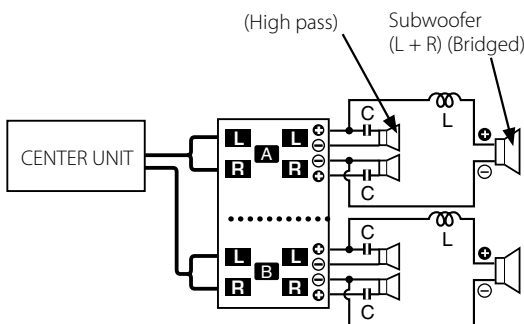 (High pass)
Subwoofer
(L + R) (Bridged)
CENTER UNIT
L L ⊕ C L ⊕
A ⊖
R R ⊖ ⊖
⊕ C
L L ⊕ C L ⊕
B ⊖
R R ⊖ ⊖
⊕ C